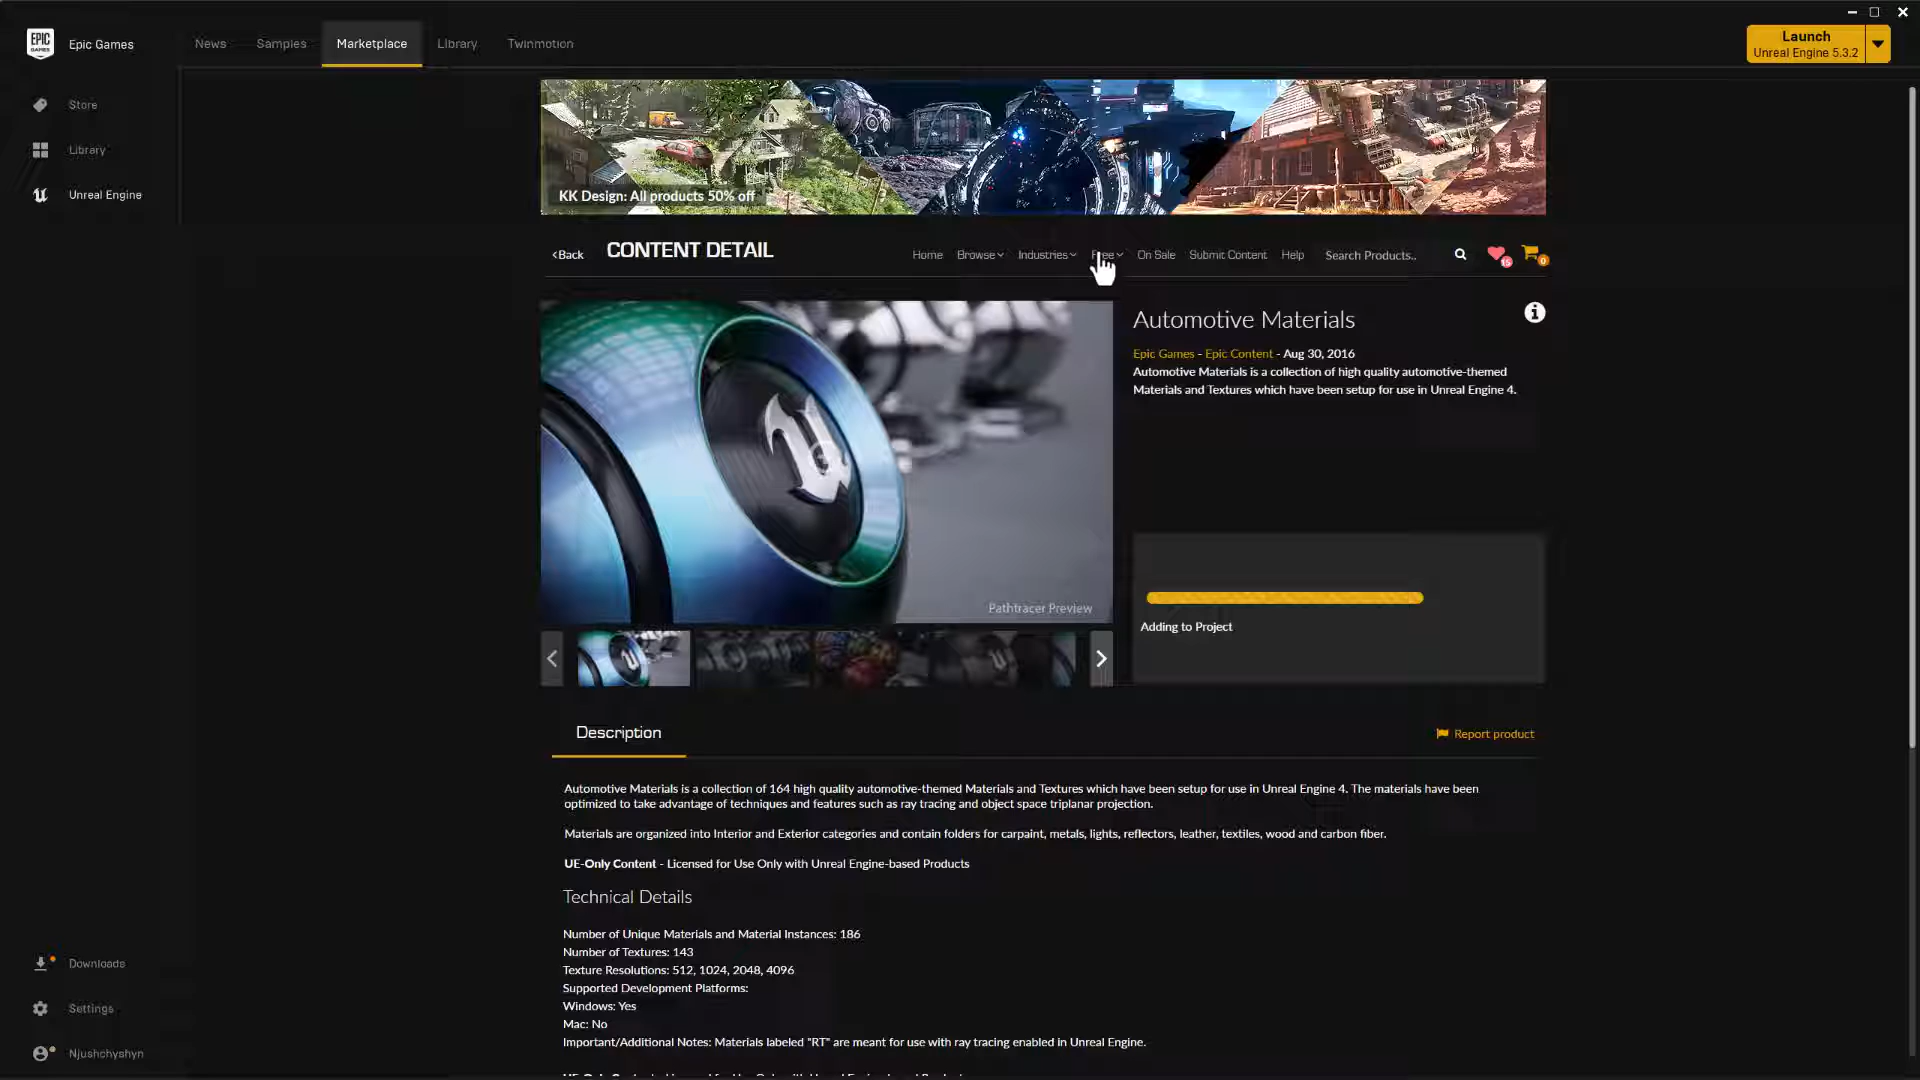 EPIC GAMES
Epic Games
News
Samples
Marketplace
Library
Twinmotion
Launch
Unreal Engine 5.3.2
Store
Library
Unreal Engine
KK Design: All products 50% off
Back
CONTENT DETAIL
Home
Browse
Industries
Free
On Sale
Submit Content
Help
Search Products..
15
0
Automotive Materials
Epic Games - Epic Content - Aug 30, 2016
Automotive Materials is a collection of high quality automotive-themed
Materials and Textures which have been setup for use in Unreal Engine 4.
Pathtracer Preview
Adding to Project
Description
Report product
Automotive Materials is a collection of 164 high quality automotive-themed Materials and Textures which have been setup for use in Unreal Engine 4. The materials have been
optimized to take advantage of techniques and features such as ray tracing and object space triplanar projection.
Materials are organized into Interior and Exterior categories and contain folders for carpaint, metals, lights, reflectors, leather, textiles, wood and carbon fiber.
UE-Only Content - Licensed for Use Only with Unreal Engine-based Products
Technical Details
Number of Unique Materials and Material Instances: 186
Number of Textures: 143
Texture Resolutions: 512, 1024, 2048, 4096
Supported Development Platforms:
Windows: Yes
Mac: No
Important/Additional Notes: Materials labeled "RT" are meant for use with ray tracing enabled in Unreal Engine.
Downloads
Settings
Njushchyshyn